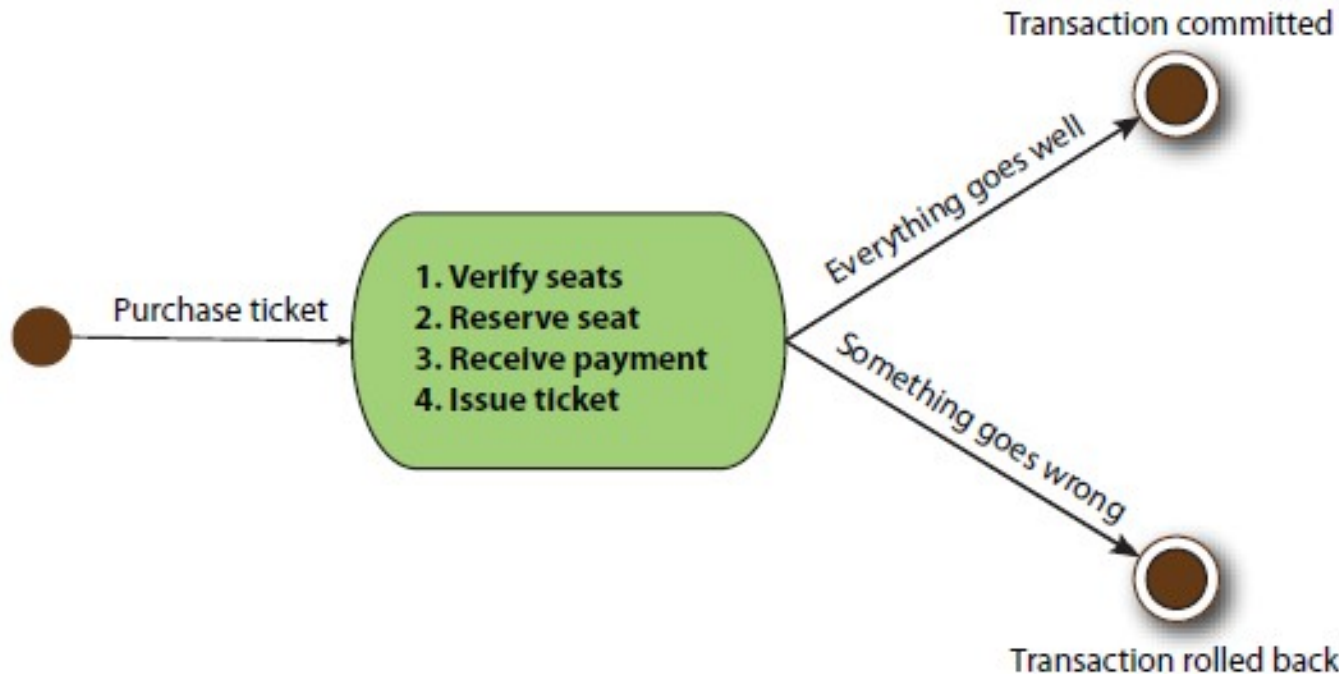 Transaction committed
Everything goes well
Purchase ticket
1. Verify seats
2. Reserve seat
3. Receive payment
4. Issue ticket
Something goes wrong
Transaction rolled back